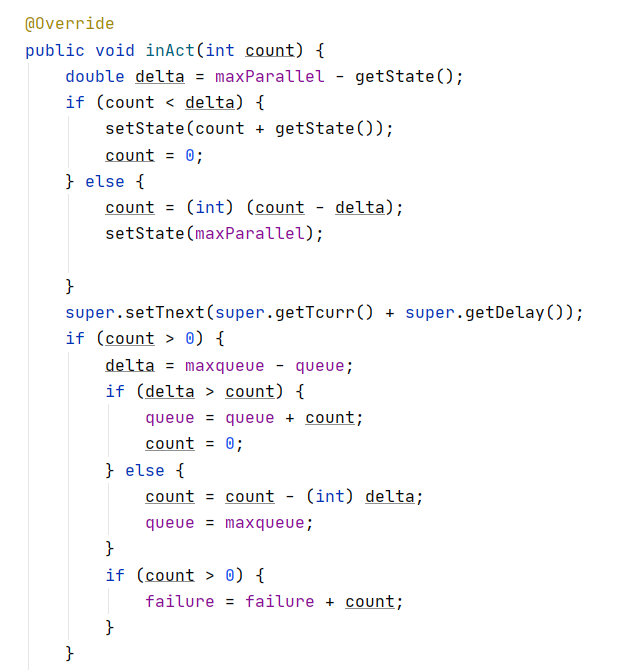 @Override
public void inAct(int count) {
    double delta = maxParallel - getState();
    if (count < delta) {
        setState(count + getState());
        count = 0;
    } else {
        count = (int) (count - delta);
        setState(maxParallel);

    }
    super.setTnext(super.getTcurr() + super.getDelay());
    if (count > 0) {
        delta = maxqueue - queue;
        if (delta > count) {
            queue = queue + count;
            count = 0;
        } else {
            count = count - (int) delta;
            queue = maxqueue;
        }
        if (count > 0) {
            failure = failure + count;
        }
    }